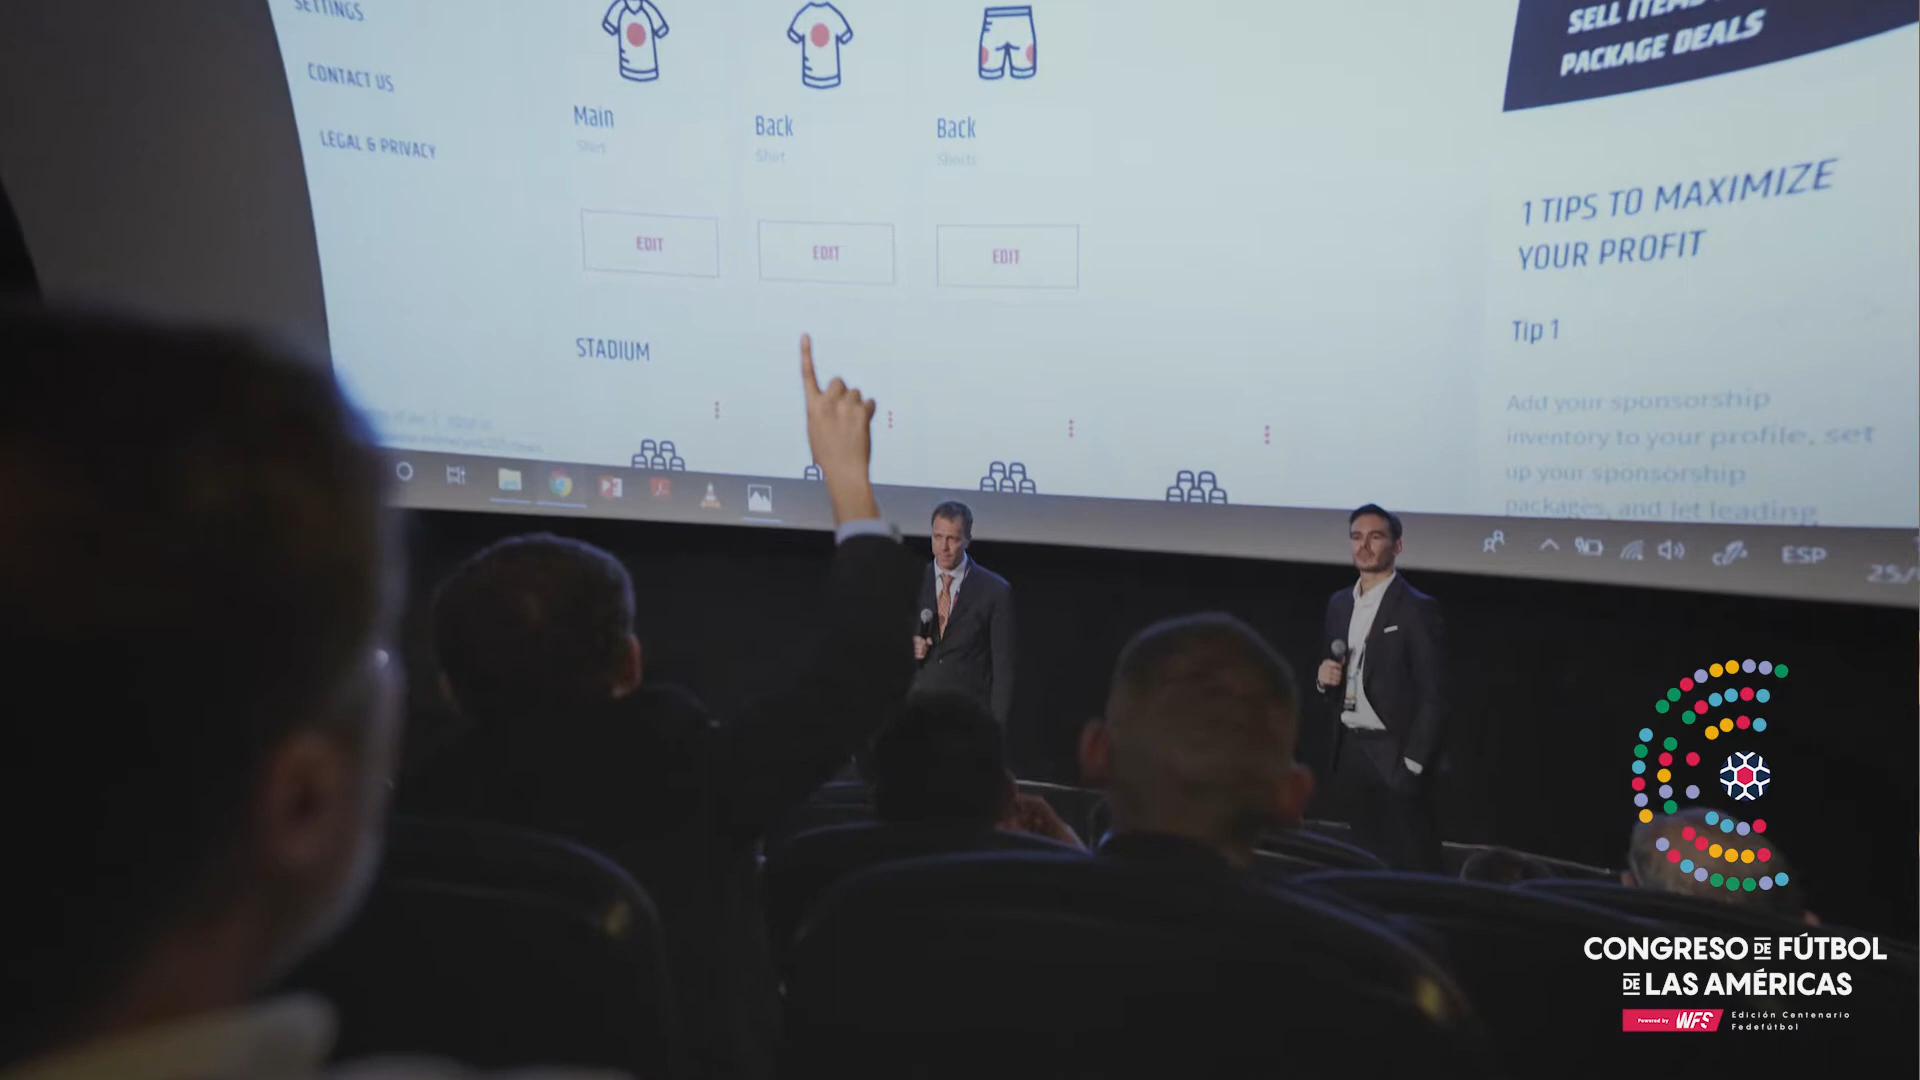 SETTINGS
CONTACT US
LEGAL & PRIVACY
Main
Shirt
Back
Shirt
Back
Shorts
EDIT
EDIT
EDIT
STADIUM
SELL ITEMS
PACKAGE DEALS
1 TIPS TO MAXIMIZE
YOUR PROFIT
Tip 1
Add your sponsorship
inventory to your profile, set
up your sponsorship
packages, and let leading
ESP
25/
CONGRESO DE FÚTBOL
DE LAS AMÉRICAS
Powered by WFS
Edición Centenario
Fedefútbol